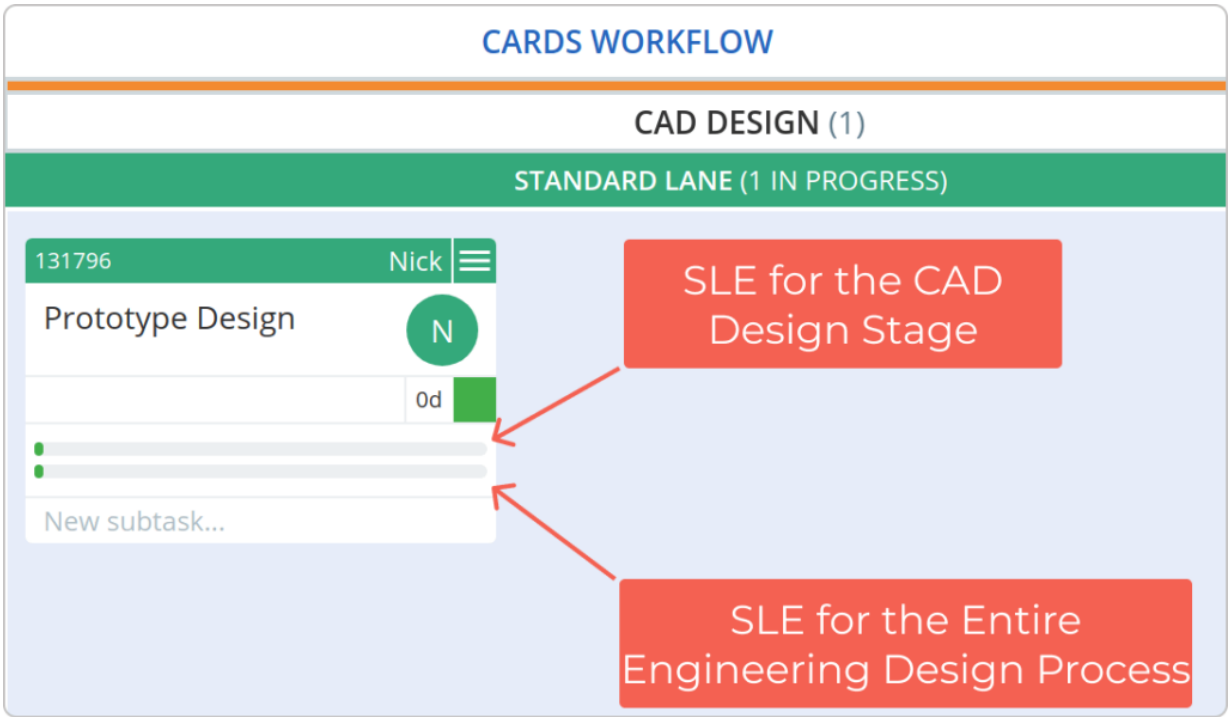 CARDS WORKFLOW
CAD DESIGN (1)
STANDARD LANE (1 IN PROGRESS)
131796 Nick
Prototype Design
N
0d
New subtask...
SLE for the CAD
Design Stage
SLE for the Entire
Engineering Design Process